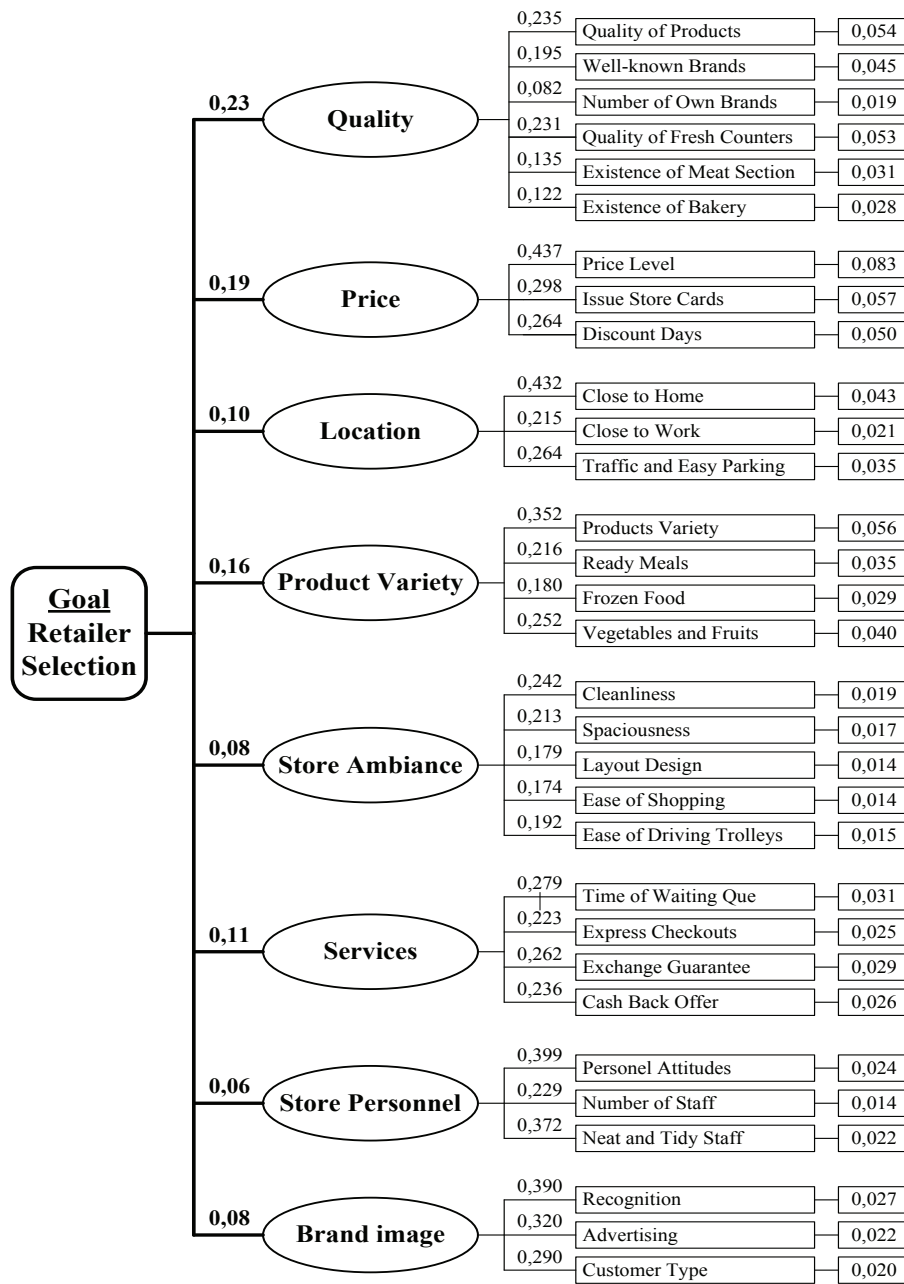 Goal
Retailer
Selection
0,23
Quality
0,235
Quality of Products
0,054
0,195
Well-known Brands
0,045
0,082
Number of Own Brands
0,019
0,231
Quality of Fresh Counters
0,053
0,135
Existence of Meat Section
0,031
0,122
Existence of Bakery
0,028
0,19
Price
0,437
Price Level
0,083
0,298
Issue Store Cards
0,057
0,264
Discount Days
0,050
0,10
Location
0,432
Close to Home
0,043
0,215
Close to Work
0,021
0,264
Traffic and Easy Parking
0,035
0,16
Product Variety
0,352
Products Variety
0,056
0,216
Ready Meals
0,035
0,180
Frozen Food
0,029
0,252
Vegetables and Fruits
0,040
0,08
Store Ambiance
0,242
Cleanliness
0,019
0,213
Spaciousness
0,017
0,179
Layout Design
0,014
0,174
Ease of Shopping
0,014
0,192
Ease of Driving Trolleys
0,015
0,11
Services
0,279
Time of Waiting Que
0,031
0,223
Express Checkouts
0,025
0,262
Exchange Guarantee
0,029
0,236
Cash Back Offer
0,026
0,06
Store Personnel
0,399
Personel Attitudes
0,024
0,229
Number of Staff
0,014
0,372
Neat and Tidy Staff
0,022
0,08
Brand image
0,390
Recognition
0,027
0,320
Advertising
0,022
0,290
Customer Type
0,020